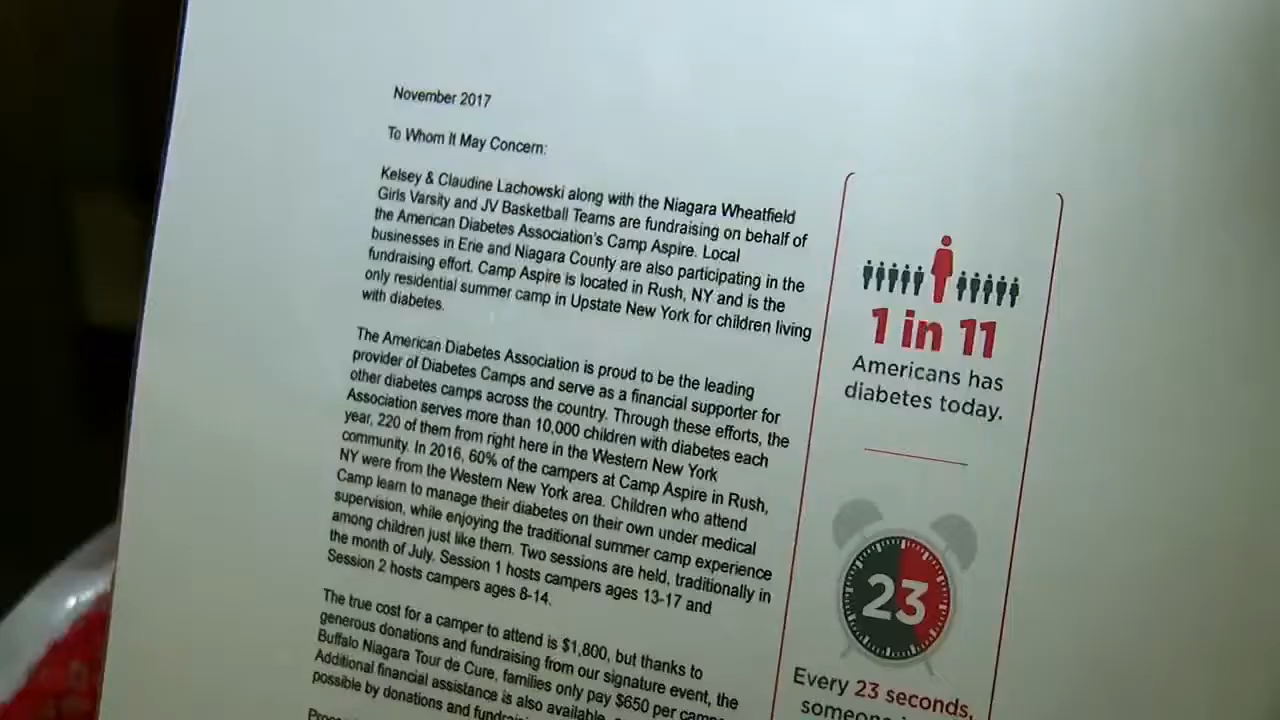 November 2017
To Whom It May Concern:
Kelsey & Claudine Lachowski along with the Niagara Wheatfield
Girls Varsity and JV Basketball Teams are fundraising on behalf of
the American Diabetes Association's Camp Aspire. Local
businesses in Erie and Niagara County are also participating in the
fundraising effort. Camp Aspire is located in Rush, NY and is the
only residential summer camp in Upstate New York for children living
with diabetes.
The American Diabetes Association is proud to be the leading
provider of Diabetes Camps and serve as a financial supporter for
other diabetes camps across the country. Through these efforts, the
Association serves more than 10,000 children with diabetes each
year, 220 of them from right here in the Western New York
community. In 2016, 60% of the campers at Camp Aspire in Rush,
NY were from the Western New York area. Children who attend
Camp learn to manage their diabetes on their own under medical
supervision, while enjoying the traditional summer camp experience
among children just like them. Two sessions are held, traditionally in
the month of July. Session 1 hosts campers ages 13-17 and
Session 2 hosts campers ages 8-14.
The true cost for a camper to attend is $1,800, but thanks to
generous donations and fundraising from our signature event, the
Buffalo Niagara Tour de Cure, families only pay $650 per
Additional financial assistance is also available,
possible by donations and
1 in 11
Americans has
diabetes today.
23
Every 23 seconds,